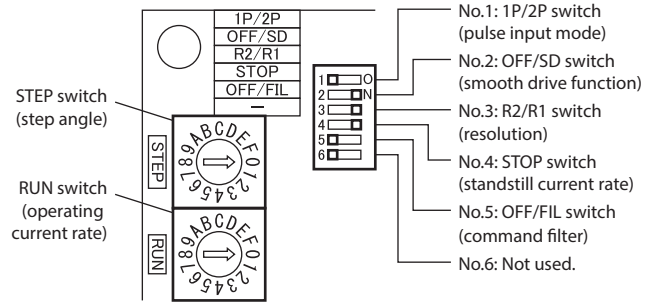 1P/2P
OFF/SD
R2/R1
STOP
OFF/FIL
—
STEP switch
(step angle)
STEP
0123456789ABCDEF
RUN switch
(operating
current rate)
RUN
0123456789ABCDEF
1 O
2 N
3
4
5
6
No.1: 1P/2P switch
(pulse input mode)
No.2: OFF/SD switch
(smooth drive function)
No.3: R2/R1 switch
(resolution)
No.4: STOP switch
(standstill current rate)
No.5: OFF/FIL switch
(command filter)
No.6: Not used.